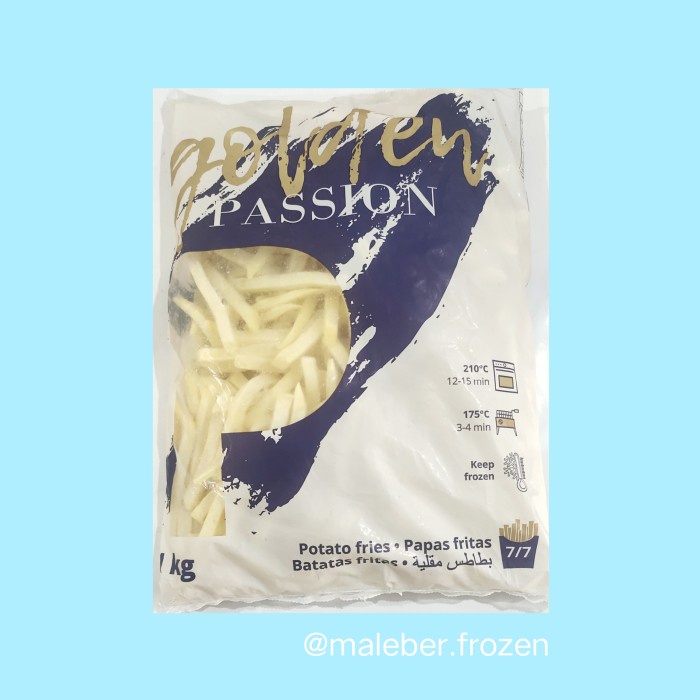 golden
PASSION
210°C
12-15 min
175°C
3-4 min
Keep
frozen
Potato fries • Papas fritas
Batatas fritas • بطاطس مقلية
7/7
kg
@maleber.frozen